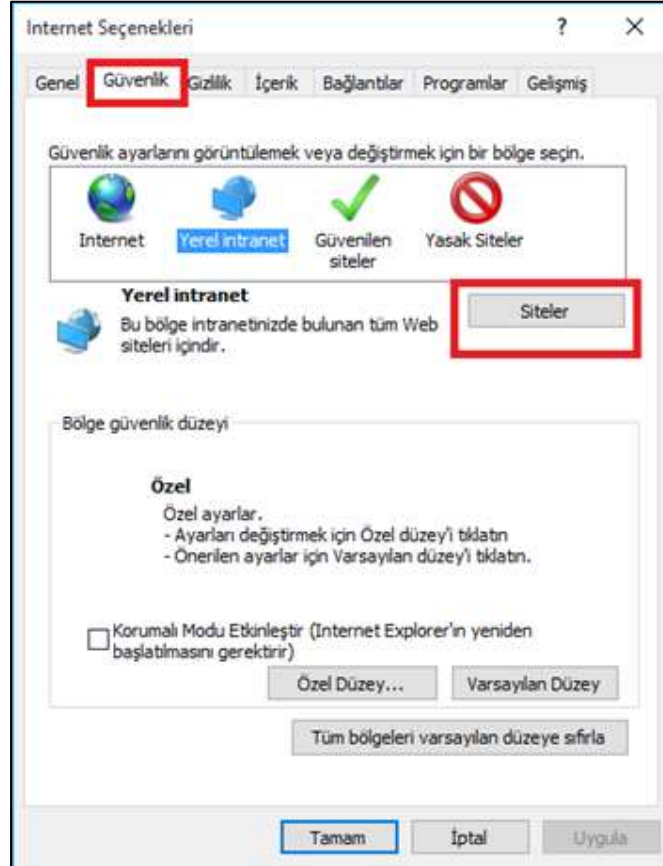 Internet Seçenekleri ?
Genel Güvenlik Gizlilik İçerik Bağlantılar Programlar Gelişmiş
Güvenlik ayarlarını görüntülemek veya değiştirmek için bir bölge seçin.
Internet Yerel intranet Güvenilen siteler Yasak Siteler
Yerel intranet
Bu bölge intranetinizde bulunan tüm Web
siteleri içindir.
Siteler
Bölge güvenlik düzeyi
Özel
Özel ayarlar.
- Ayarları değiştirmek için Özel düzey'i tıklatın
- Önerilen ayarlar için Varsayılan düzey'i tıklatın.
Korumalı Modu Etkinleştir (Internet Explorer'ın yeniden
başlatılmasını gerektirir)
Özel Düzey... Varsayılan Düzey
Tüm bölgeleri varsayılan düzeye sıfırla
Tamam İptal Uygula